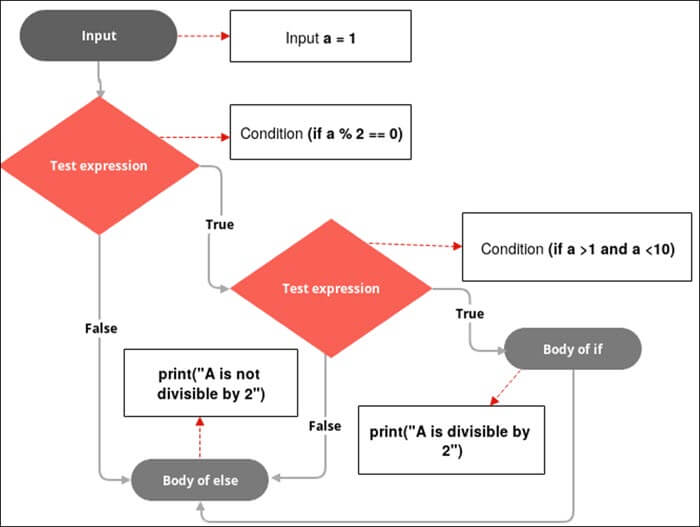 Input
Input a = 1
Condition (if a % 2 == 0)
Test expression
True
Condition (if a >1 and a <10)
Test expression
True
False
Body of if
print("A is not
divisible by 2")
False
print("A is divisible by
2")
Body of else